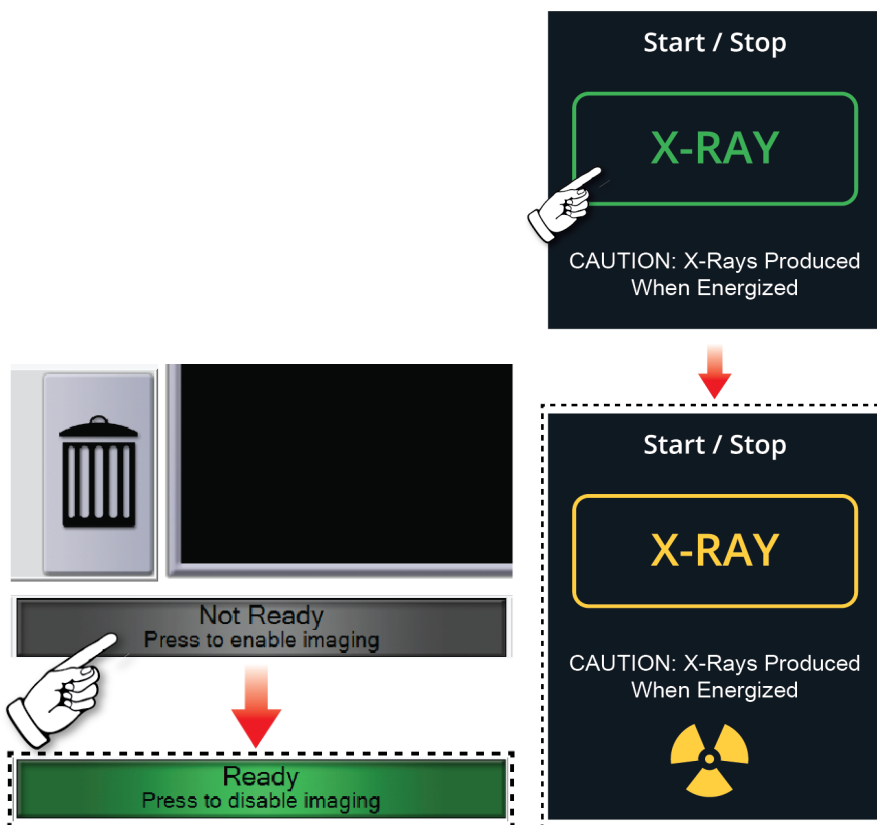 Start / Stop
X-RAY
CAUTION: X-Rays Produced
When Energized
Not Ready
Press to enable imaging
Ready
Press to disable imaging
Start / Stop
X-RAY
CAUTION: X-Rays Produced
When Energized